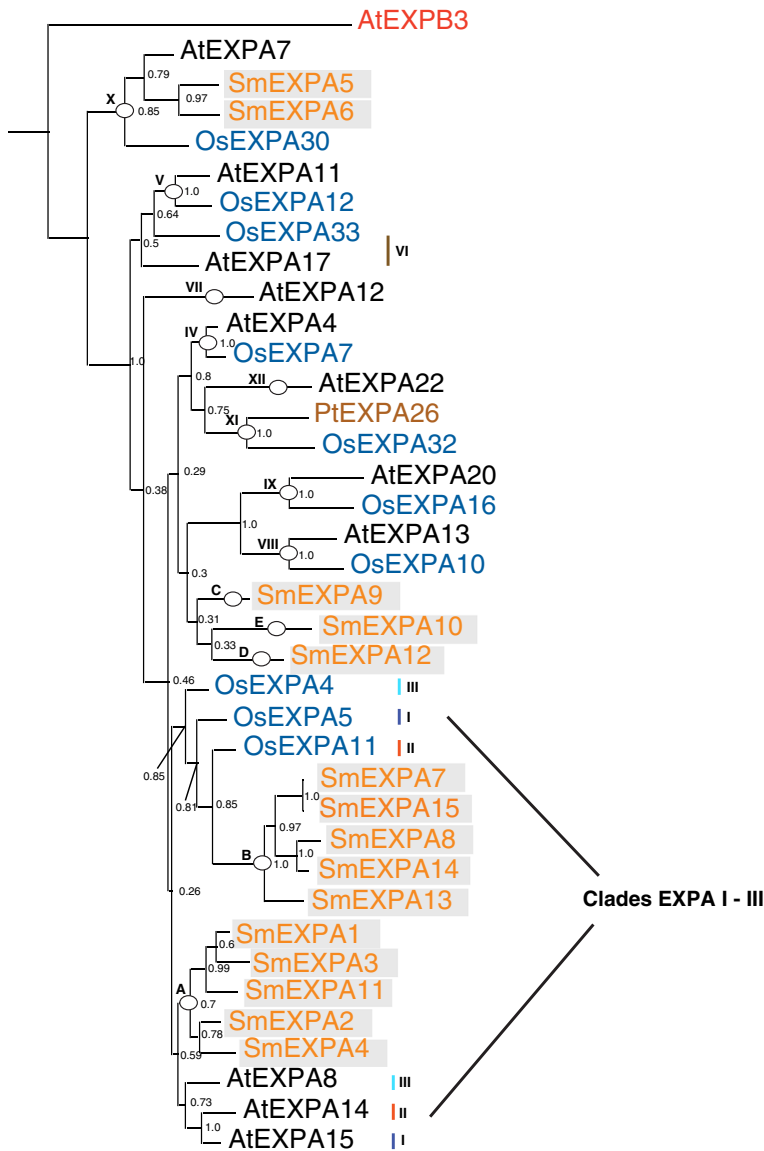 AtEXPB3
AtEXPA7
0.79
SmEXPA5
0.97
X
0.85
SmEXPA6
OsEXPA30
AtEXPA11
V
1.0
OsEXPA12
0.64
OsEXPA33
0.5
VI
AtEXPA17
VII
AtEXPA12
AtEXPA4
IV
1.0
OsEXPA7
1.0
0.8
XII
AtEXPA22
0.75
PtEXPA26
XI
1.0
OsEXPA32
0.29
AtEXPA20
IX
1.0
0.38
OsEXPA16
1.0
AtEXPA13
VIII
1.0
OsEXPA10
0.3
C
SmEXPA9
0.31
E
SmEXPA10
0.33
D
SmEXPA12
0.46
OsEXPA4
III
OsEXPA5
I
OsEXPA11
II
0.85
SmEXPA7
1.0
0.81
0.85
SmEXPA15
0.97
SmEXPA8
B
1.0
1.0
SmEXPA14
0.26
SmEXPA13
Clades EXPA I - III
SmEXPA1
0.6
SmEXPA3
0.99
A
SmEXPA11
0.7
SmEXPA2
0.78
SmEXPA4
0.59
AtEXPA8
III
0.73
AtEXPA14
II
1.0
AtEXPA15
I